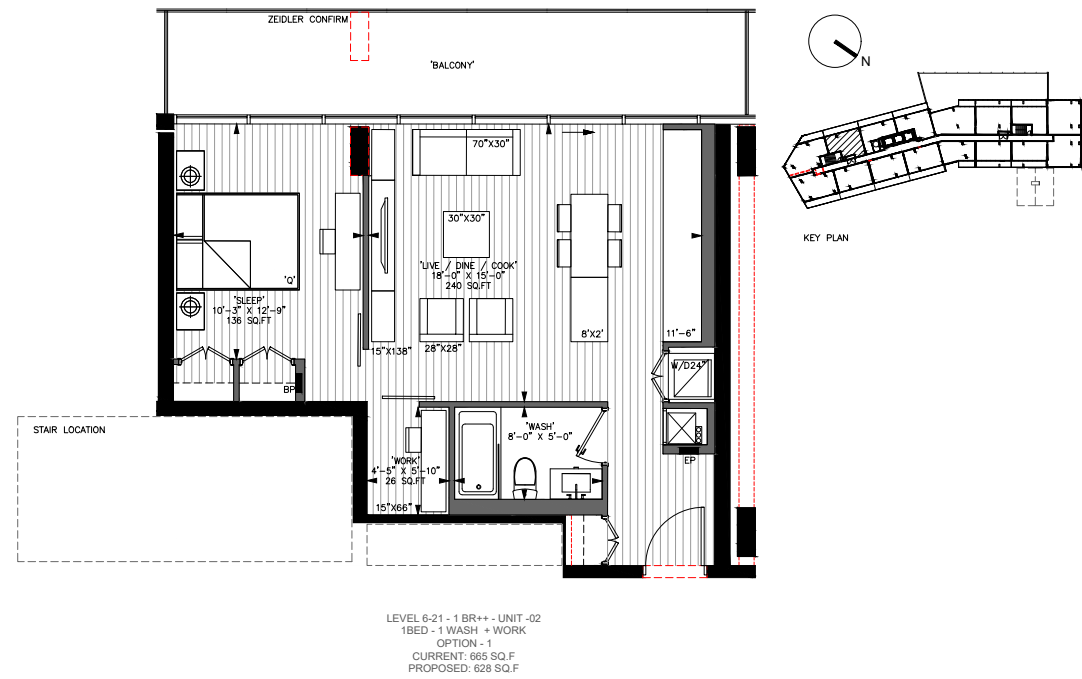 ZEIDLER CONFIRM
'BALCONY'
N
KEY PLAN
70"X30"
30"X30"
'Q'
'LIVE / DINE / COOK'
18'-0" X 15'-0"
240 SQ.FT
'SLEEP'
10'-3" X 12'-9"
136 SQ.FT
8'X2'
11'-6"
15"X138"
28"X28"
W/D24"
BP
STAIR LOCATION
'WASH'
8'-0" X 5'-0"
'WORK'
4'-5" X 5'-10"
26 SQ.FT
EP
15"X66"
LEVEL 6-21 - 1 BR++ - UNIT -02
1BED - 1 WASH + WORK
OPTION - 1
CURRENT: 665 SQ.F
PROPOSED: 628 SQ.F